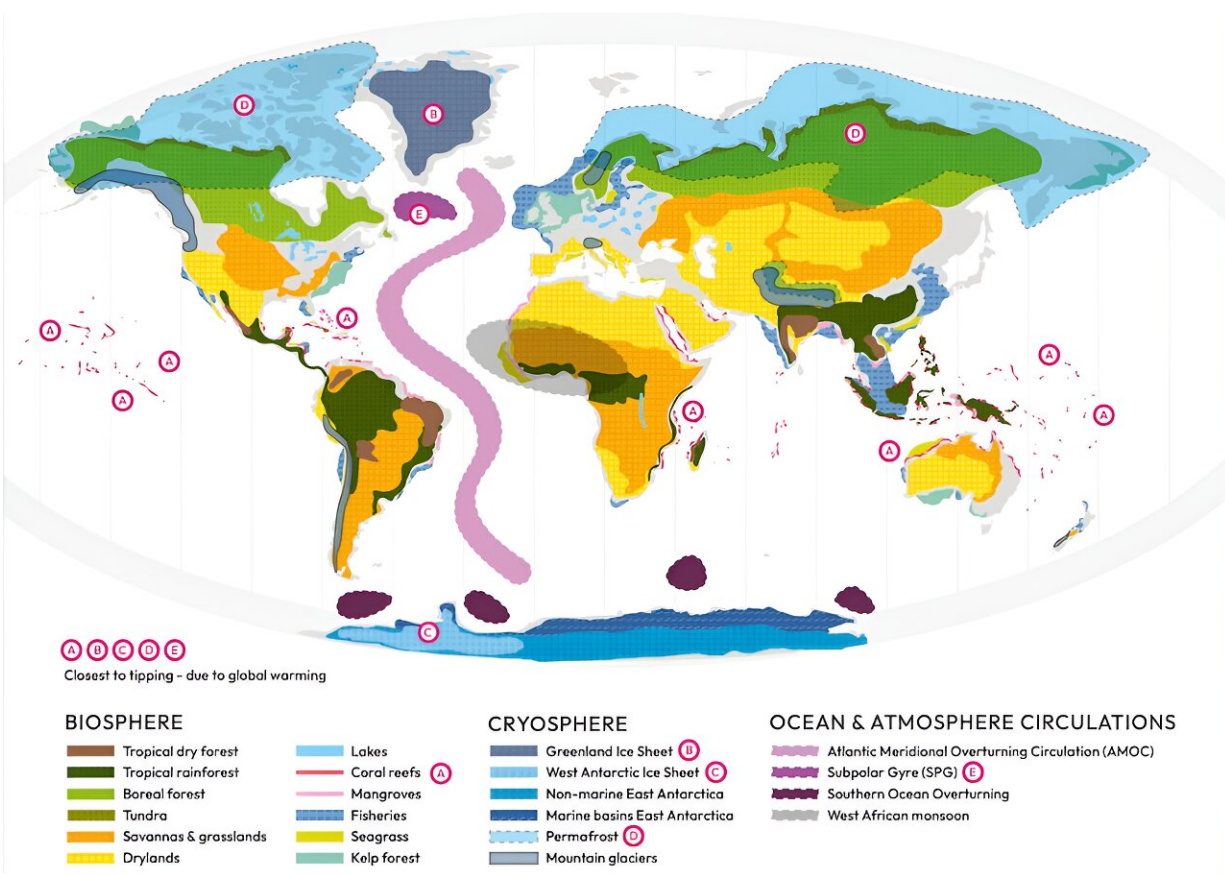 D
B
D
E
A
A
A
A
A
A
A
A
C
A B C D E
Closest to tipping - due to global warming
BIOSPHERE
Tropical dry forest
Tropical rainforest
Boreal forest
Tundra
Savannas & grasslands
Drylands
Lakes
Coral reefs A
Mangroves
Fisheries
Seagrass
Kelp forest
CRYOSPHERE
Greenland Ice Sheet B
West Antarctic Ice Sheet C
Non-marine East Antarctica
Marine basins East Antarctica
Permafrost D
Mountain glaciers
OCEAN & ATMOSPHERE CIRCULATIONS
Atlantic Meridional Overturning Circulation (AMOC)
Subpolar Gyre (SPG) E
Southern Ocean Overturning
West African monsoon